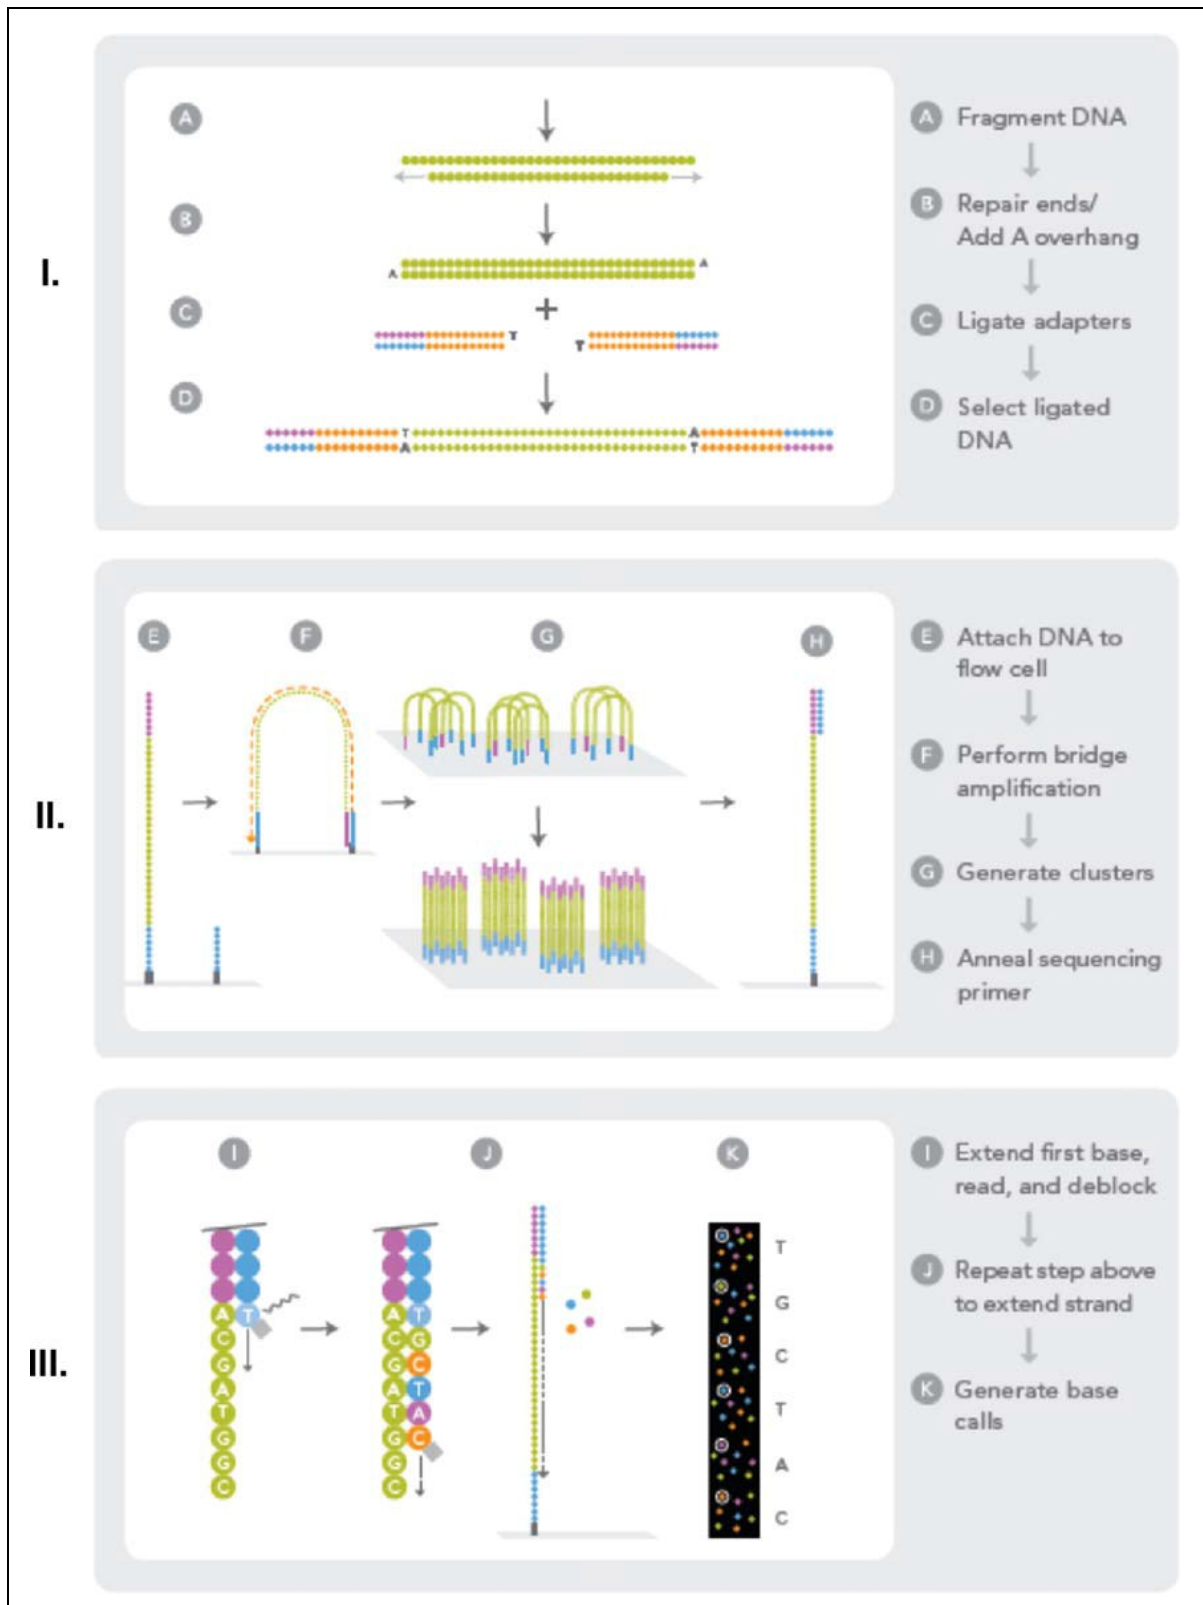 I.
A
B
C
D
A
A
T
T
T
A
A
T
A Fragment DNA
B Repair ends/
Add A overhang
C Ligate adapters
D Select ligated
DNA
II.
E
F
G
H
E Attach DNA to
flow cell
F Perform bridge
amplification
G Generate clusters
H Anneal sequencing
primer
III.
I
J
K
A T
C
G
A
T
G
G
C
A T
C G
G C
A T
T A
G C
G
C
T
G
C
T
A
C
I Extend first base,
read, and deblock
J Repeat step above
to extend strand
K Generate base
calls